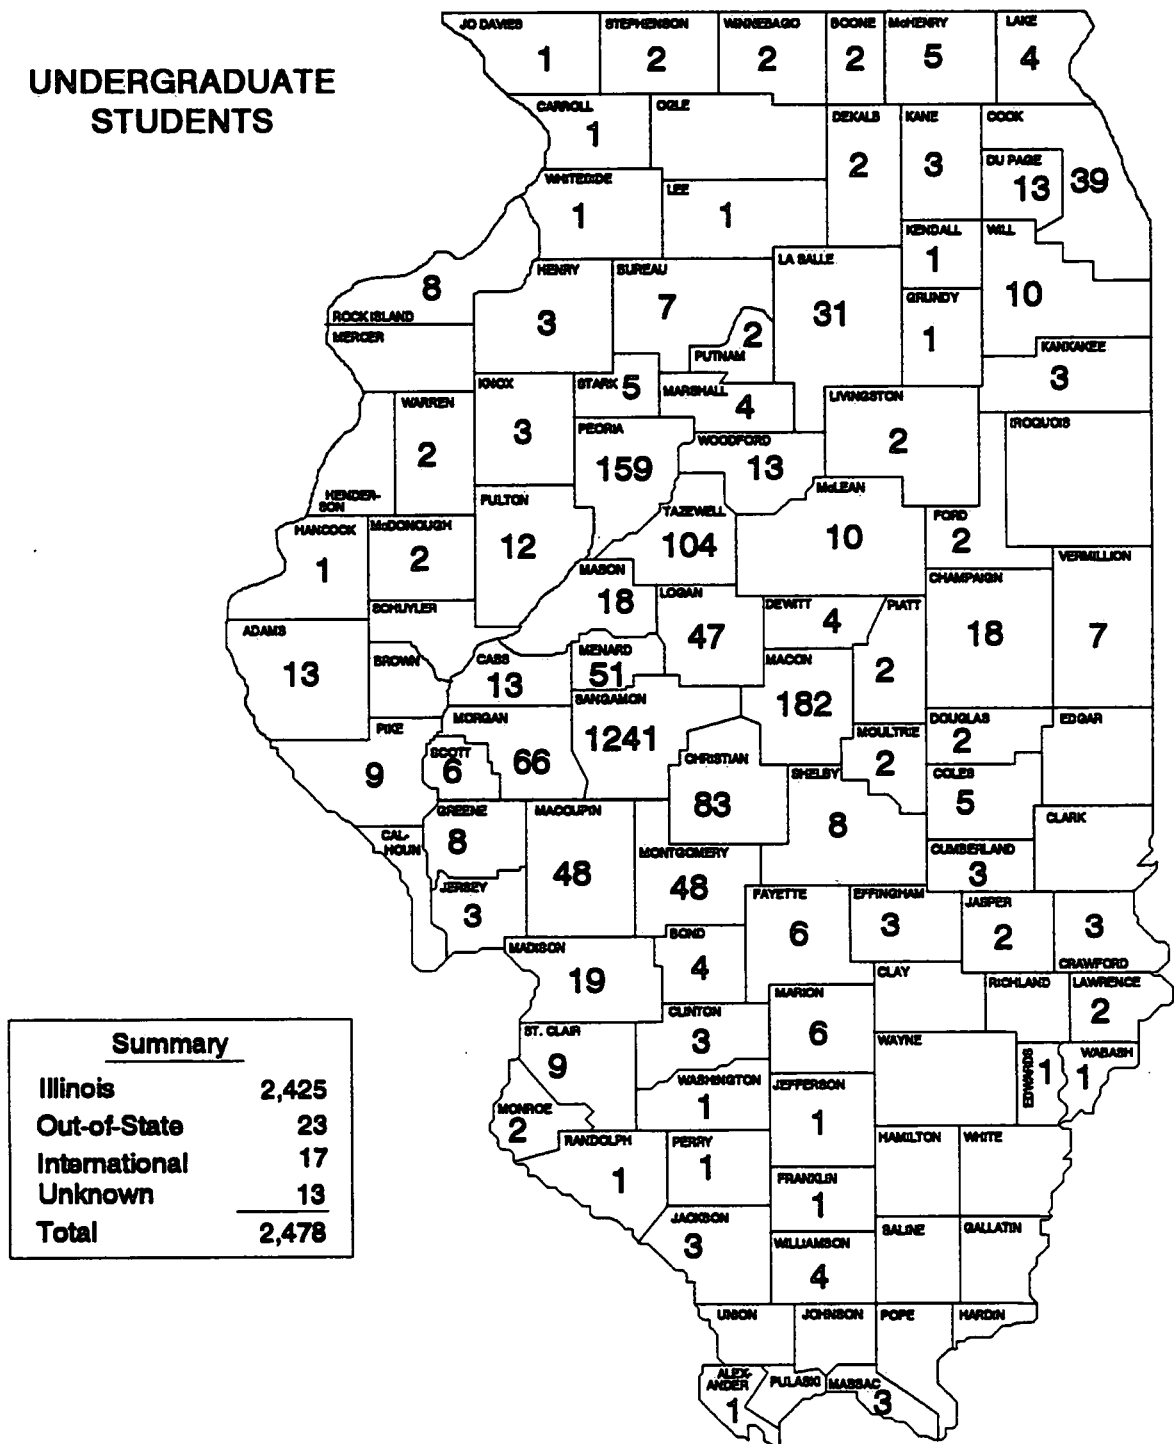 UNDERGRADUATE
STUDENTS
JO DAVIES
1
STEPHENSON
2
WINNEBAGO
2
BOONE
2
McHENRY
5
LAKE
4
CARROLL
1
OGLE
DEKALB
2
KANE
3
COOK
39
DU PAGE
13
WHITESIDE
1
LEE
1
KENDALL
1
WILL
10
8
ROCK ISLAND
HENRY
3
BUREAU
7
LA SALLE
31
GRUNDY
1
MERCER
2
PUTNAM
KANKAKEE
3
KNOX
3
STARK
5
MARSHALL
4
LIVINGSTON
2
IROQUOIS
WARREN
2
PEORIA
159
WOODFORD
13
HENDER-
SON
FULTON
12
TAZEWELL
104
McLEAN
10
FORD
2
HANCOCK
1
McDONOUGH
2
MASON
18
LOGAN
47
DEWITT
4
PIATT
2
CHAMPAIGN
18
VERMILLION
7
SCHUYLER
ADAMS
13
BROWN
CASS
13
MENARD
51
MACON
182
SANGAMON
1241
PIKE
9
MORGAN
66
SCOTT
6
CHRISTIAN
83
MOULTRIE
2
DOUGLAS
2
EDGAR
SHELBY
8
COLES
5
CAL-
HOUN
GREENE
8
MACOUPIN
48
MONTGOMERY
48
CLARK
CUMBERLAND
3
JERSEY
3
FAYETTE
6
EFFINGHAM
3
JASPER
2
3
CRAWFORD
MADISON
19
BOND
4
CLAY
RICHLAND
LAWRENCE
2
MARION
6
CLINTON
3
ST. CLAIR
9
WAYNE
EDWARDS
1
WABASH
1
WASHINGTON
1
JEFFERSON
1
MONROE
2
RANDOLPH
1
PERRY
1
HAMILTON
WHITE
FRANKLIN
1
JACKSON
3
WILLIAMSON
4
SALINE
GALLATIN
UNION
JOHNSON
POPE
HARDIN
ALEX-
ANDER
1
PULASKI
MASSAC
3
Summary
Illinois 2,425
Out-of-State 23
International 17
Unknown 13
Total 2,478